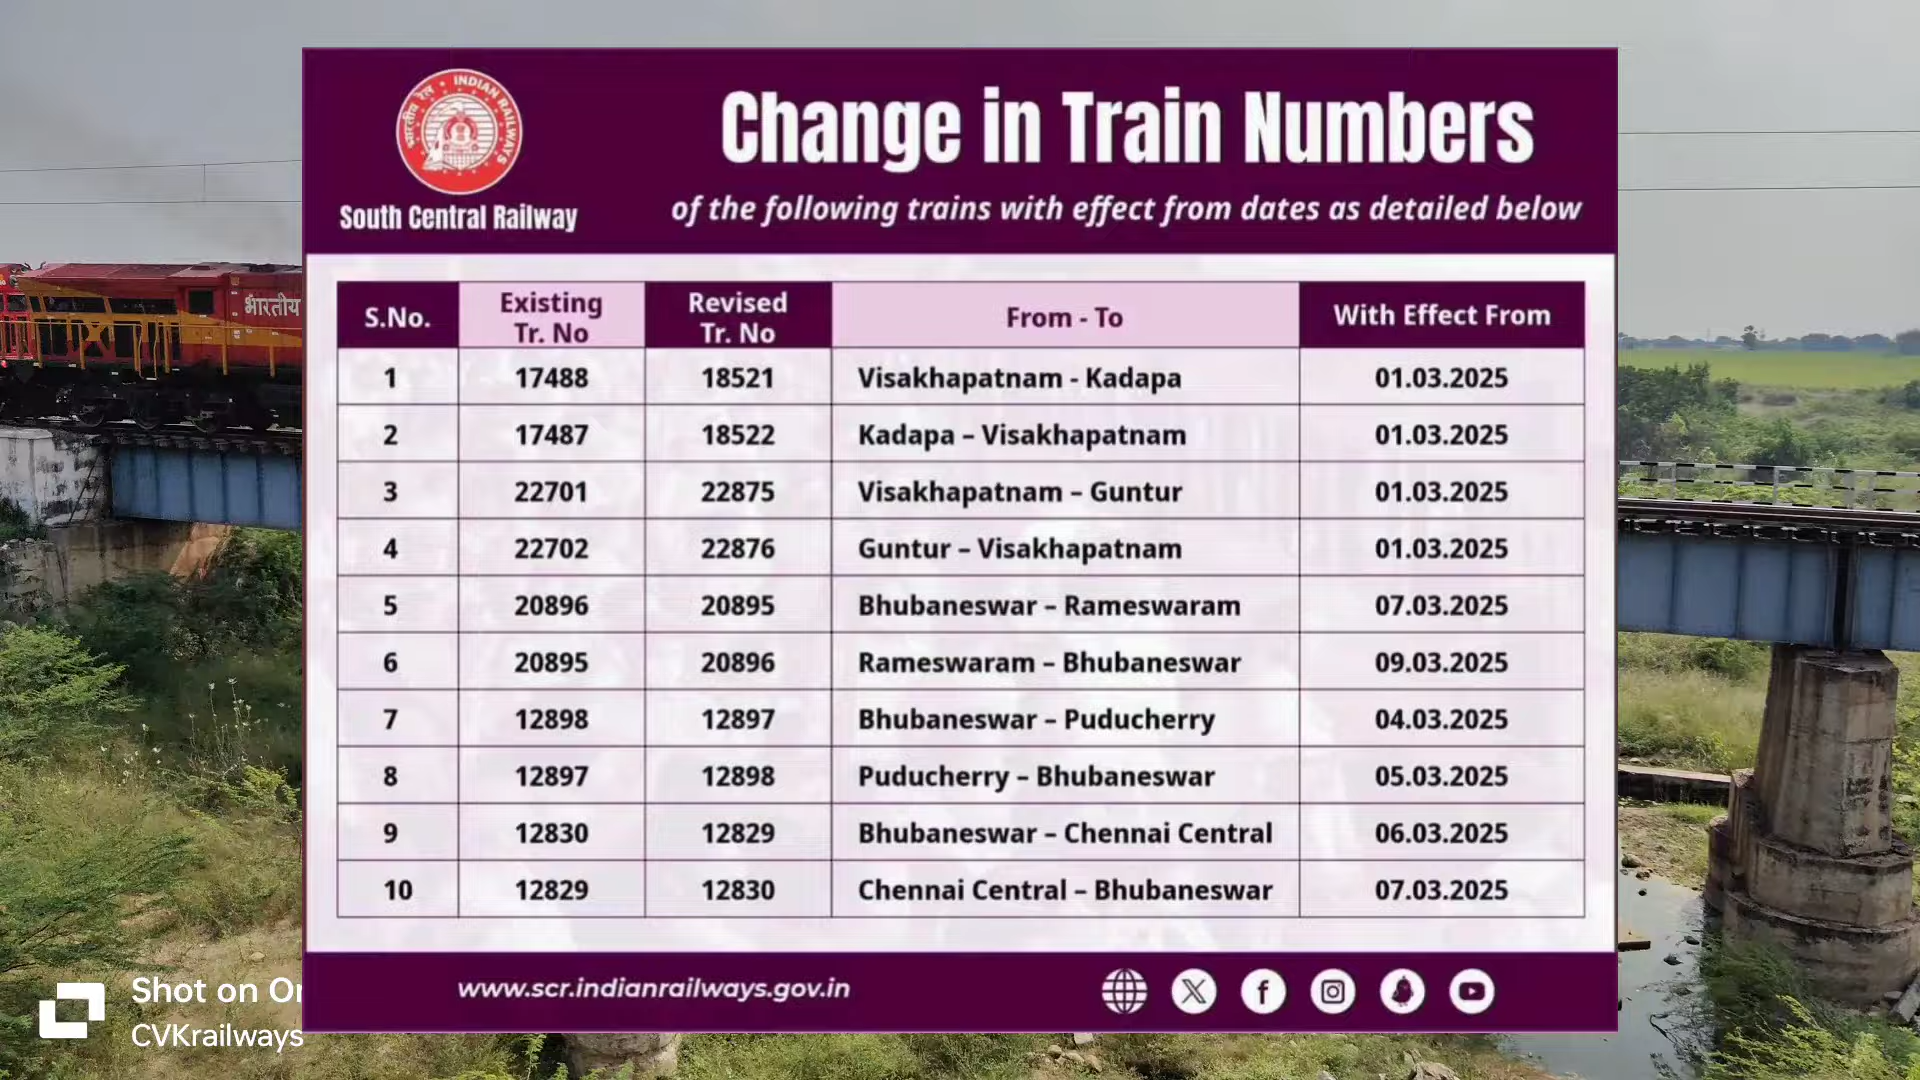 भारतीय रेल • INDIAN RAILWAYS
South Central Railway
Change in Train Numbers
of the following trains with effect from dates as detailed below
S.No. Existing Tr. No Revised Tr. No From - To With Effect From
1 17488 18521 Visakhapatnam - Kadapa 01.03.2025
2 17487 18522 Kadapa – Visakhapatnam 01.03.2025
3 22701 22875 Visakhapatnam – Guntur 01.03.2025
4 22702 22876 Guntur – Visakhapatnam 01.03.2025
5 20896 20895 Bhubaneswar – Rameswaram 07.03.2025
6 20895 20896 Rameswaram – Bhubaneswar 09.03.2025
7 12898 12897 Bhubaneswar – Puducherry 04.03.2025
8 12897 12898 Puducherry – Bhubaneswar 05.03.2025
9 12830 12829 Bhubaneswar – Chennai Central 06.03.2025
10 12829 12830 Chennai Central – Bhubaneswar 07.03.2025
www.scr.indianrailways.gov.in
भारतीय
Shot on
CVKrailways